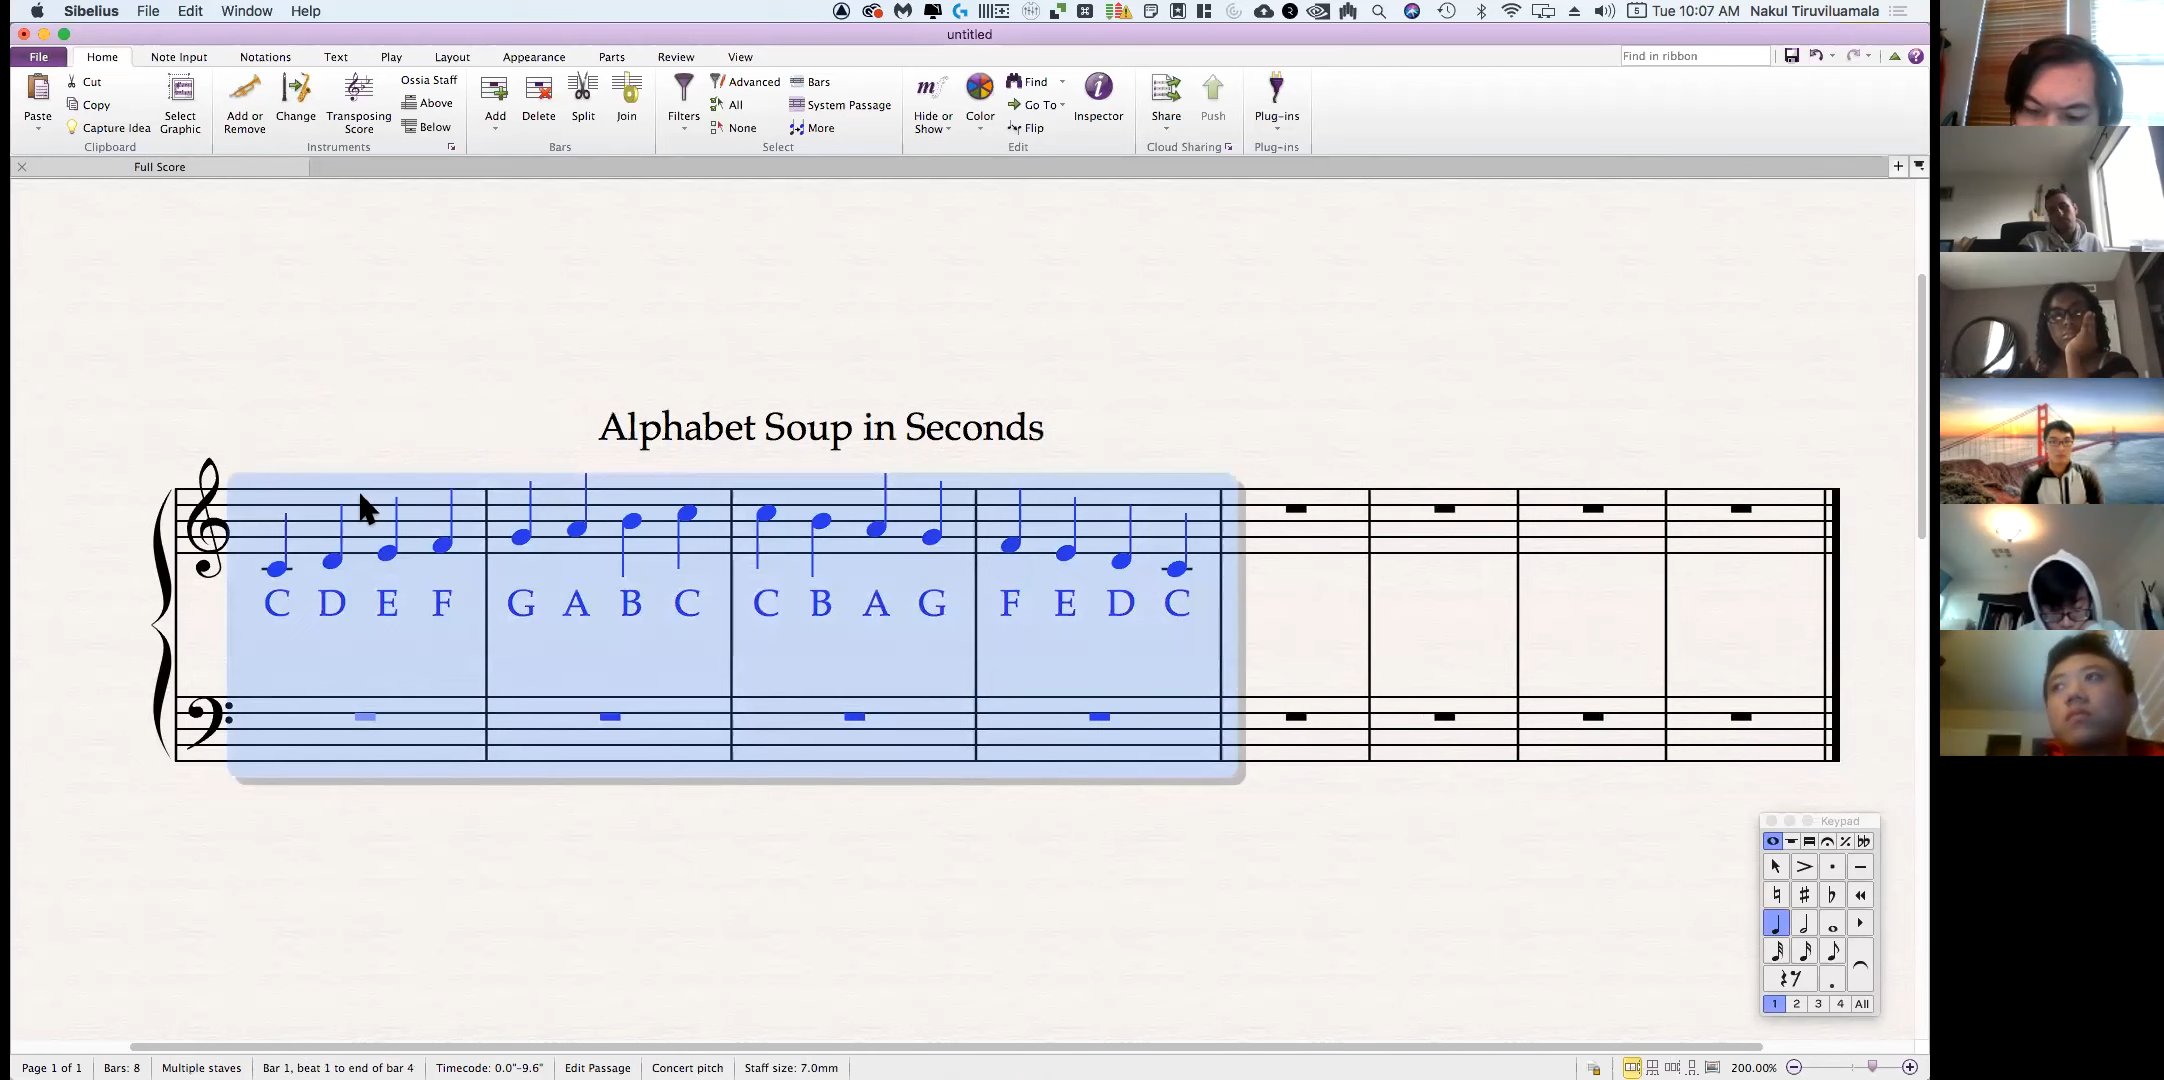 Sibelius File Edit Window Help
5 Tue 10:07 AM Nakul Tiruviluamala
untitled
File Home Note Input Notations Text Play Layout Appearance Parts Review View Find in ribbon
Paste Cut Copy Capture Idea Select Graphic
Add or Remove Change Transposing Score Ossia Staff Above Below
Add Delete Split Join
Filters Advanced All None Bars System Passage More
Hide or Show Color Find Go To Flip Inspector
Share Push Plug-ins
Clipboard Instruments Bars Select Edit Cloud Sharing Plug-ins
Full Score
Alphabet Soup in Seconds
C D E F G A B C C B A G F E D C
Keypad
1 2 3 4 All
Page 1 of 1 Bars: 8 Multiple staves Bar 1, beat 1 to end of bar 4 Timecode: 0.0"-9.6" Edit Passage Concert pitch Staff size: 7.0mm 200.00%